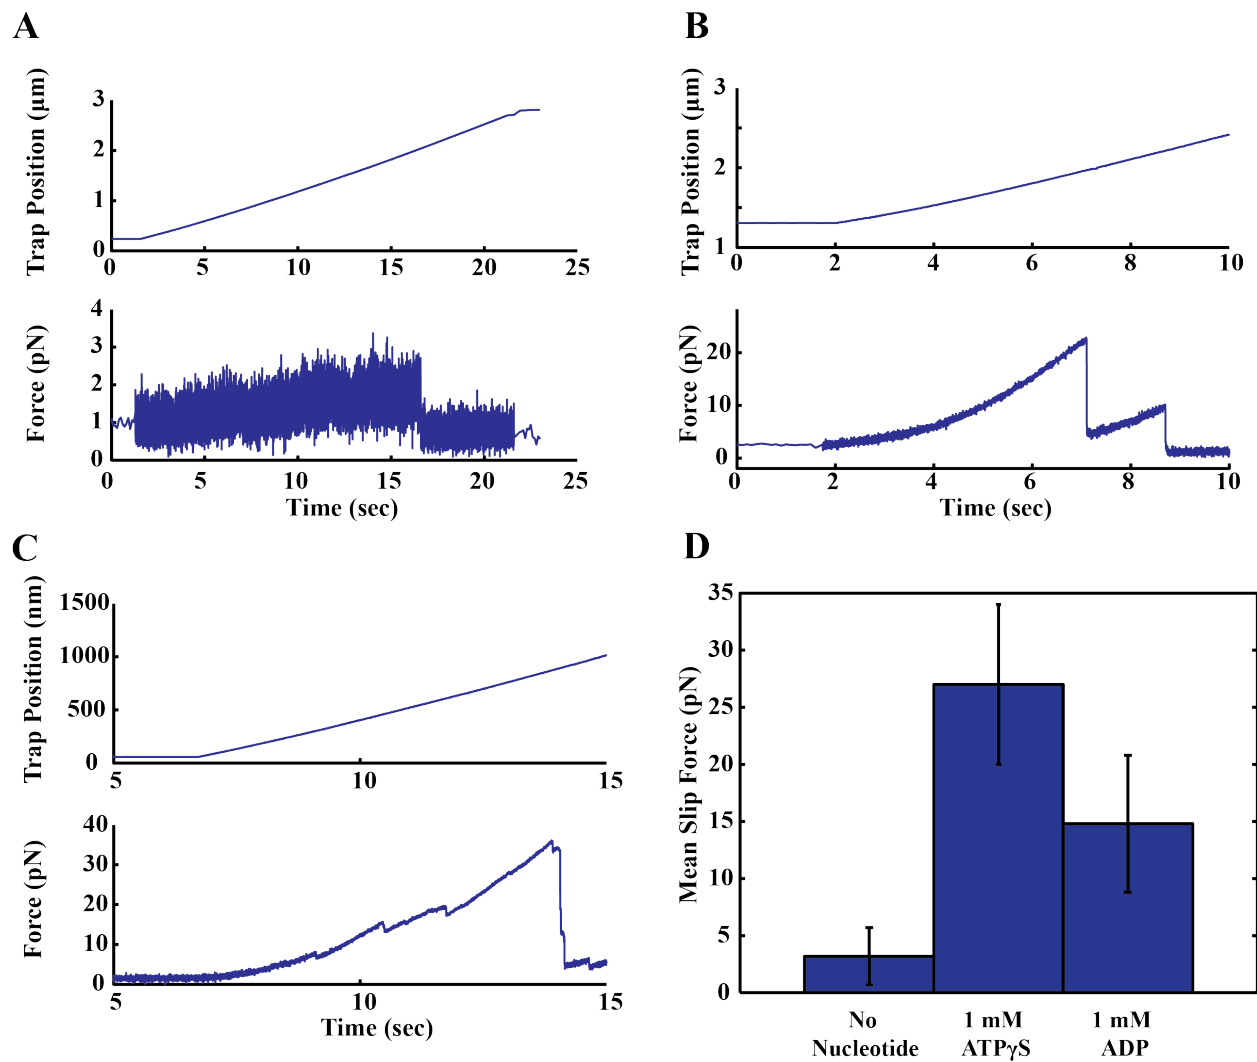 A
Trap Position (μm)
3
2
1
0
0 5 10 15 20 25
Force (pN)
4
3
2
1
0
0 5 10 15 20 25
Time (sec)
B
Trap Position (μm)
3
2
1
0 2 4 6 8 10
Force (pN)
20
10
0
0 2 4 6 8 10
Time (sec)
C
Trap Position (nm)
1500
1000
500
0
5 10 15
Force (pN)
40
30
20
10
0
5 10 15
Time (sec)
D
Mean Slip Force (pN)
35
30
25
20
15
10
5
0
No 1 mM 1 mM
Nucleotide ATPγS ADP